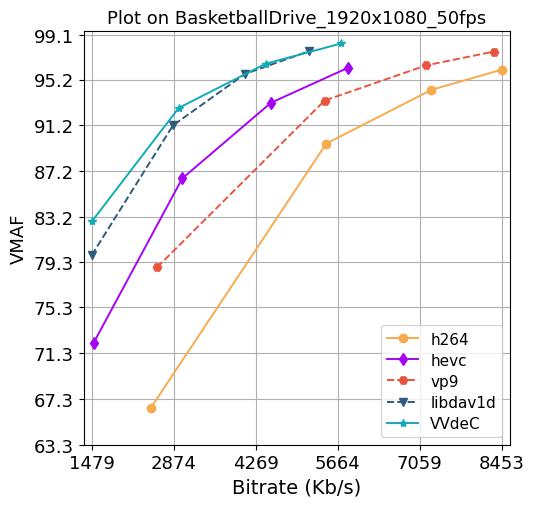 Plot on BasketballDrive_1920x1080_50fps
99.1
95.2
91.2
87.2
83.2
79.3
75.3
71.3
67.3
63.3
VMAF
h264
hevc
vp9
libdav1d
VVdeC
1479 2874 4269 5664 7059 8453
Bitrate (Kb/s)